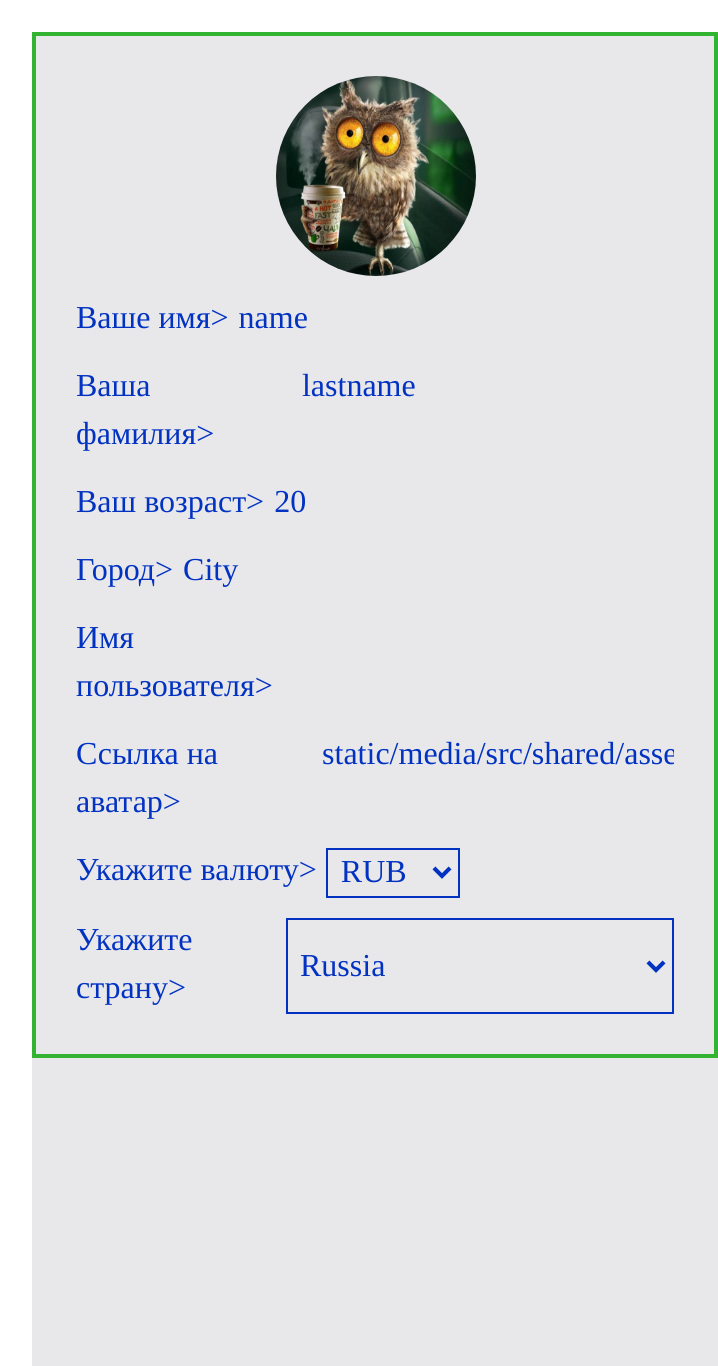 Ваше имя> name
Ваша lastname
фамилия>
Ваш возраст> 20
Город> City
Имя
пользователя>
Ссылка на static/media/src/shared/asse
аватар>
Укажите валюту> RUB
Укажите
страну> Russia